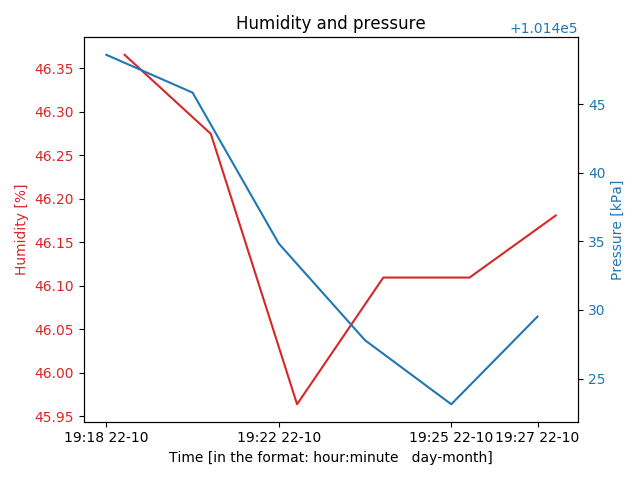 Humidity and pressure
+1.014e5
46.35
46.30
46.25
46.20
46.15
46.10
46.05
46.00
45.95
Humidity [%]
45
40
35
30
25
Pressure [kPa]
19:18 22-10 19:22 22-10 19:25 22-10 19:27 22-10
Time [in the format: hour:minute   day-month]